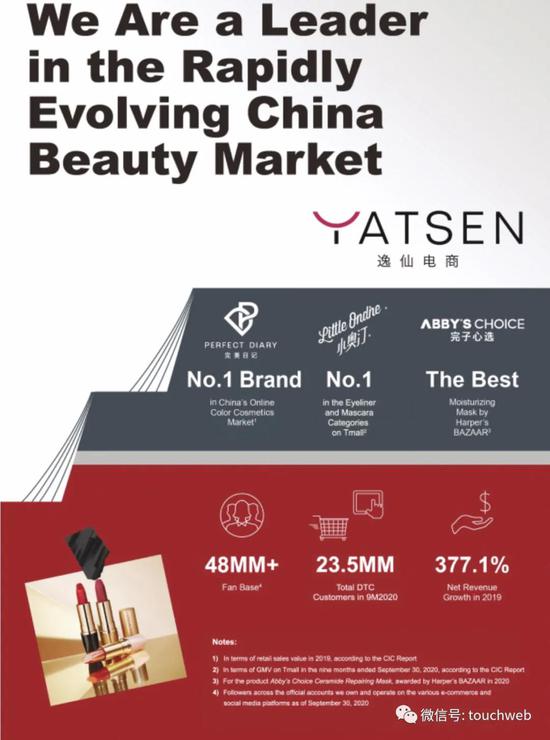 We Are a Leader
in the Rapidly
Evolving China
Beauty Market
YATSEN
逸仙电商
PERFECT DIARY
完美日记
No.1 Brand
in China's Online
Color Cosmetics
Market¹
Little Ondine
小奥汀
No.1
in the Eyeliner
and Mascara
Categories
on Tmall²
ABBY'S CHOICE
完子心选
The Best
Moisturizing
Mask by
Harper's
BAZAAR³
48MM+
Fan Base⁴
23.5MM
Total DTC
Customers in 9M2020
377.1%
Net Revenue
Growth in 2019
Notes:
1) In terms of retail sales value in 2019, according to the CIC Report
2) In terms of GMV on Tmall in the nine months ended September 30, 2020, according to the CIC Report
3) For the product Abby's Choice Ceramide Repairing Mask, awarded by Harper's BAZAAR in 2020
4) Followers across the official accounts we own and operate on the various e-commerce and
social media platforms as of September 30, 2020
微信号: touchweb